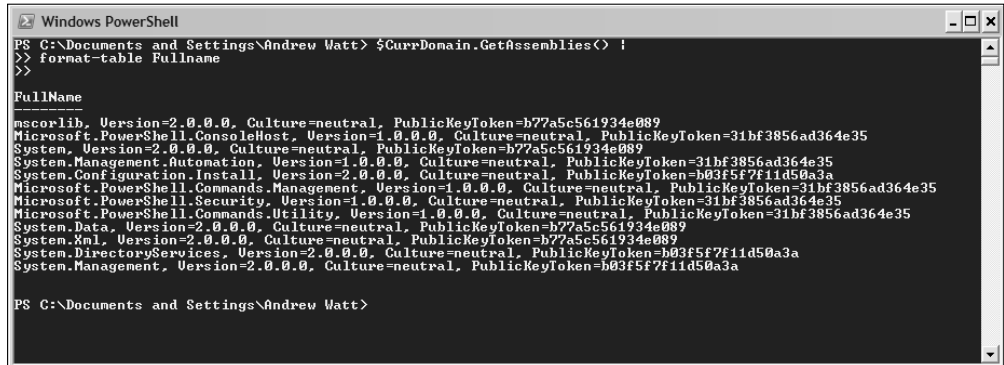 Windows PowerShell
PS C:\Documents and Settings\Andrew Watt> $CurrDomain.GetAssemblies() |
>> format-table Fullname
>>
FullName
--------
mscorlib, Version=2.0.0.0, Culture=neutral, PublicKeyToken=b77a5c561934e089
Microsoft.PowerShell.ConsoleHost, Version=1.0.0.0, Culture=neutral, PublicKeyToken=31bf3856ad364e35
System, Version=2.0.0.0, Culture=neutral, PublicKeyToken=b77a5c561934e089
System.Management.Automation, Version=1.0.0.0, Culture=neutral, PublicKeyToken=31bf3856ad364e35
System.Configuration.Install, Version=2.0.0.0, Culture=neutral, PublicKeyToken=b03f5f7f11d50a3a
Microsoft.PowerShell.Commands.Management, Version=1.0.0.0, Culture=neutral, PublicKeyToken=31bf3856ad364e35
Microsoft.PowerShell.Security, Version=1.0.0.0, Culture=neutral, PublicKeyToken=31bf3856ad364e35
Microsoft.PowerShell.Commands.Utility, Version=1.0.0.0, Culture=neutral, PublicKeyToken=31bf3856ad364e35
System.Data, Version=2.0.0.0, Culture=neutral, PublicKeyToken=b77a5c561934e089
System.Xml, Version=2.0.0.0, Culture=neutral, PublicKeyToken=b77a5c561934e089
System.DirectoryServices, Version=2.0.0.0, Culture=neutral, PublicKeyToken=b03f5f7f11d50a3a
System.Management, Version=2.0.0.0, Culture=neutral, PublicKeyToken=b03f5f7f11d50a3a
PS C:\Documents and Settings\Andrew Watt>